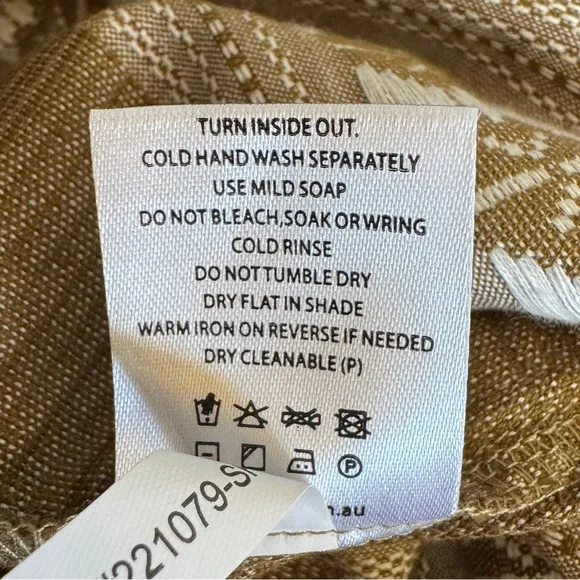 TURN INSIDE OUT.
COLD HAND WASH SEPARATELY
USE MILD SOAP
DO NOT BLEACH,SOAK OR WRING
COLD RINSE
DO NOT TUMBLE DRY
DRY FLAT IN SHADE
WARM IRON ON REVERSE IF NEEDED
DRY CLEANABLE (P)
P
.au
221079-S